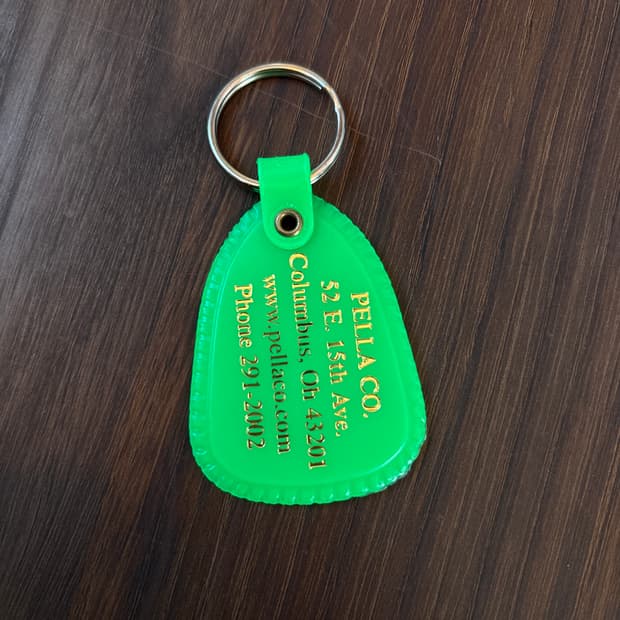 PELLA CO.
52 E. 15th Ave.
Columbus, Oh 43201
www.pellaco.com
Phone 291-2002